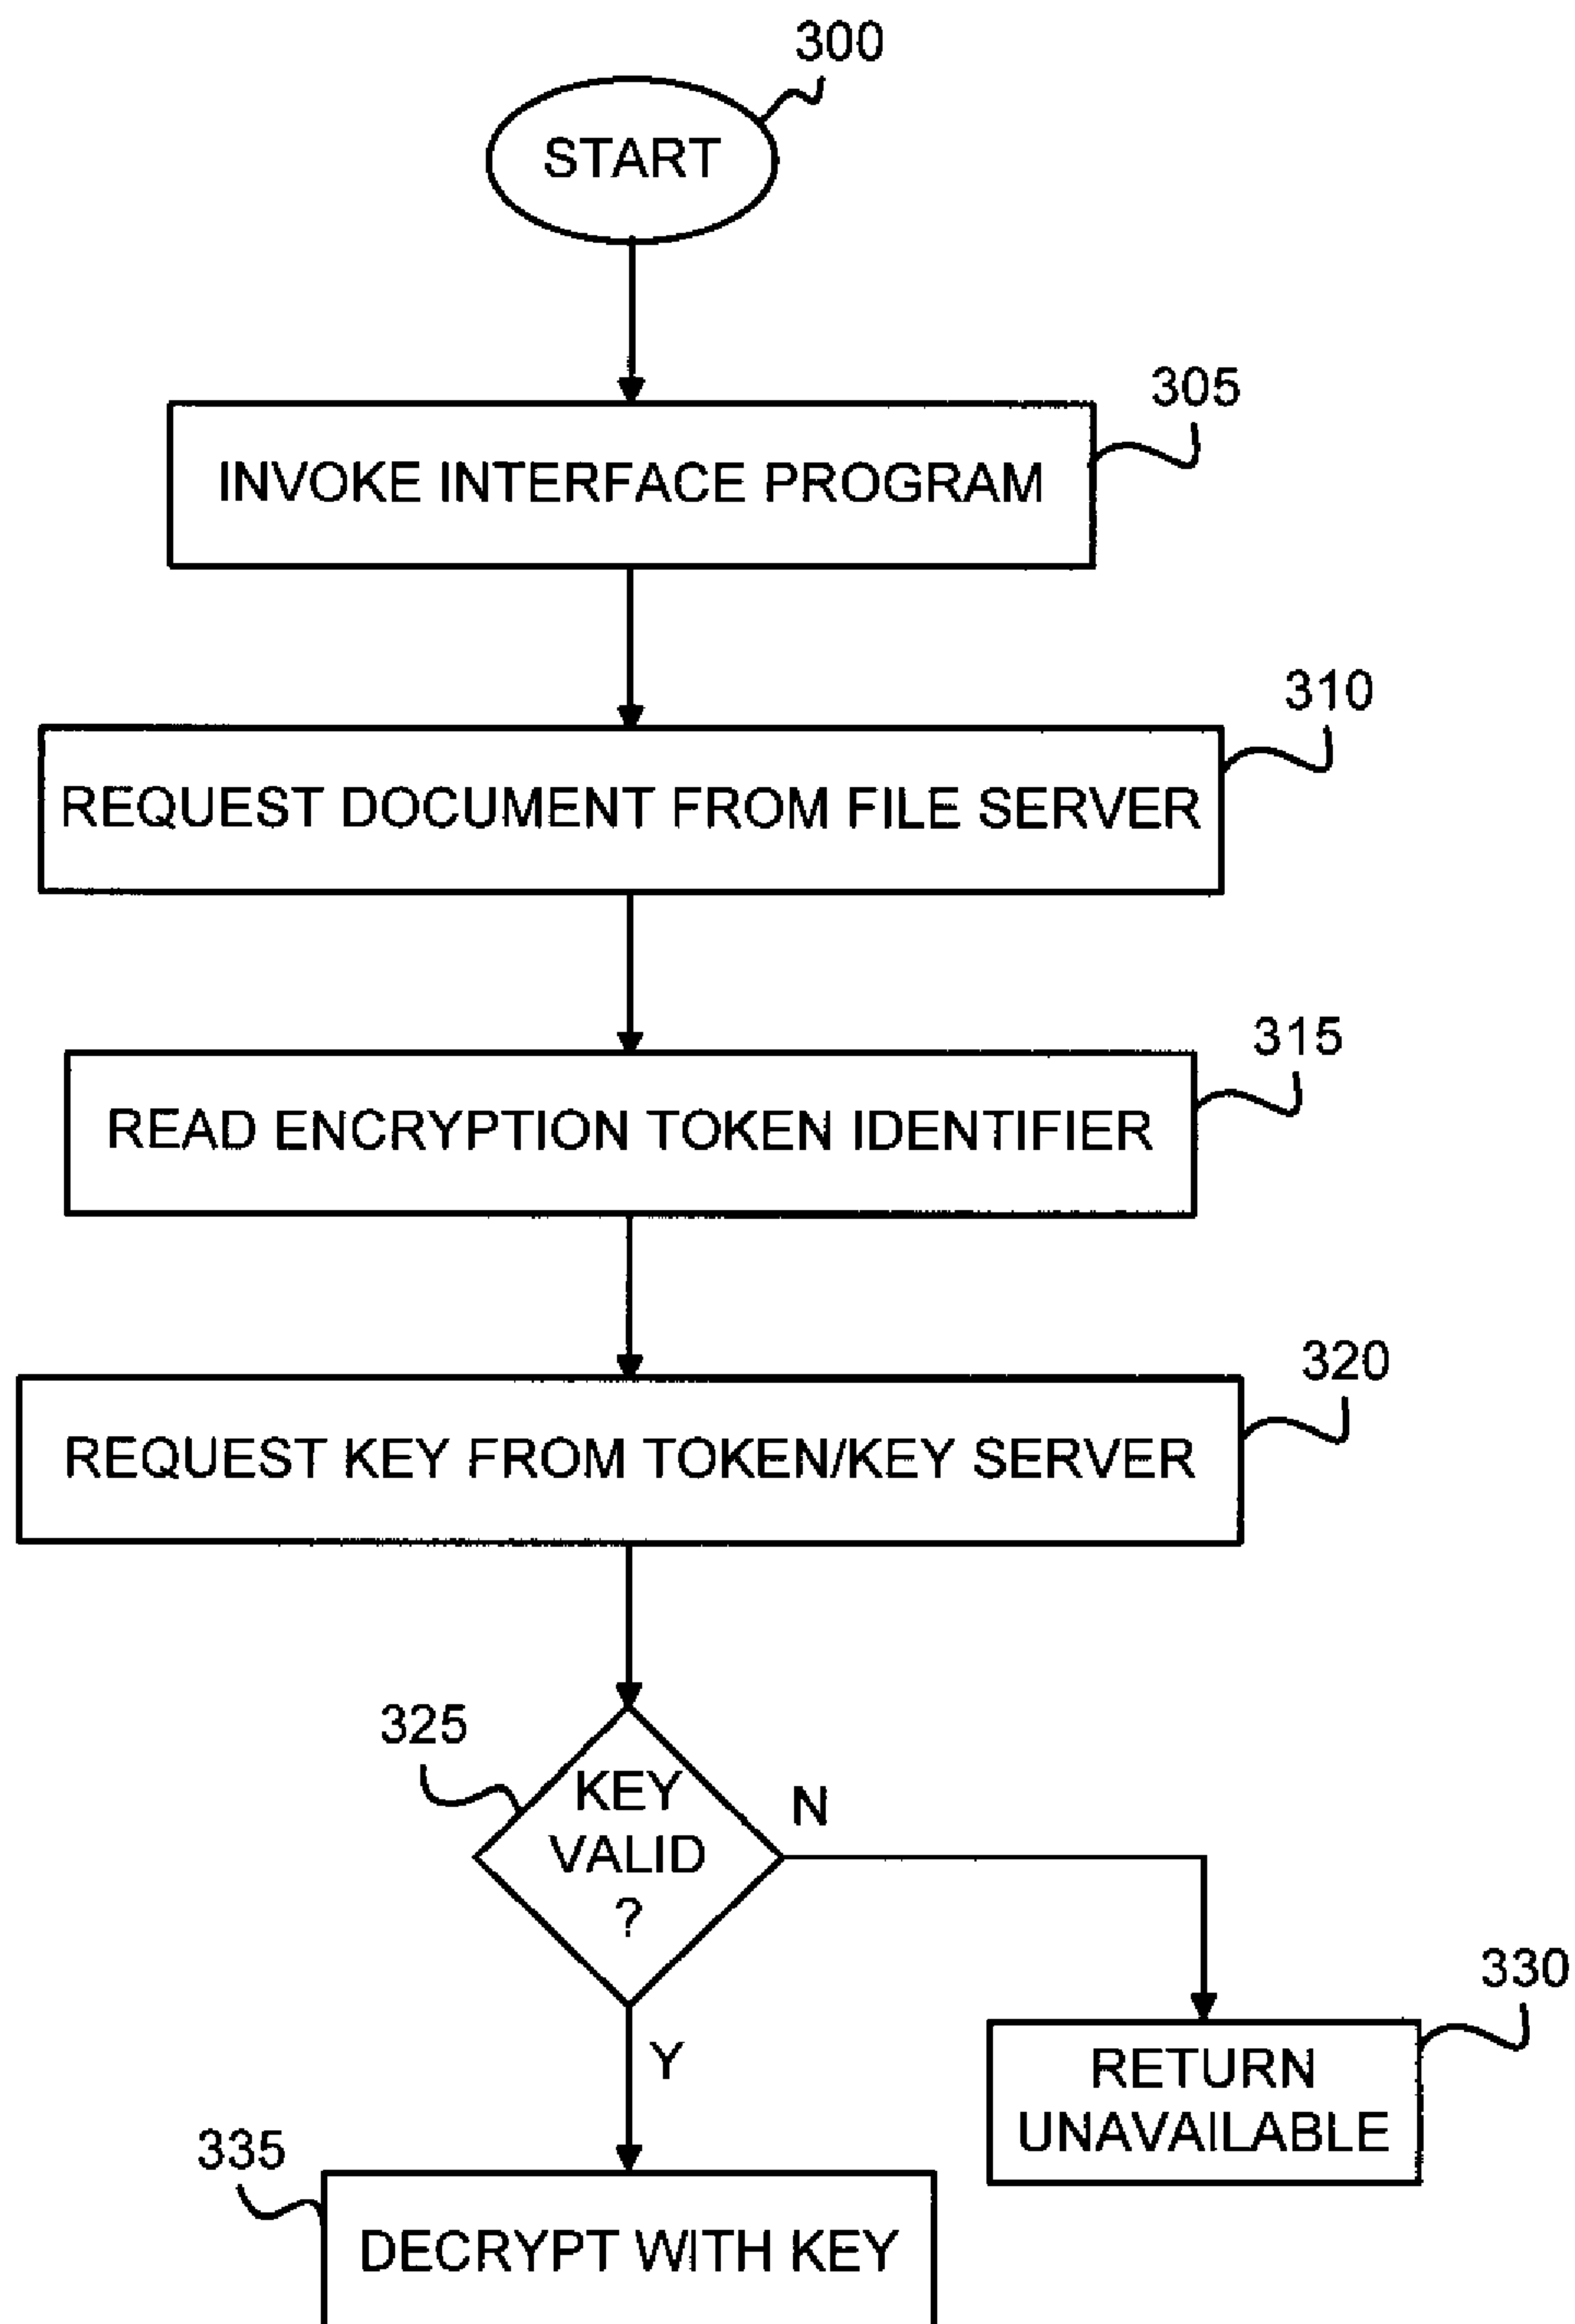 300
START
305
INVOKE INTERFACE PROGRAM
310
REQUEST DOCUMENT FROM FILE SERVER
315
READ ENCRYPTION TOKEN IDENTIFIER
320
REQUEST KEY FROM TOKEN/KEY SERVER
325
KEY
VALID
?
N
Y
330
RETURN
UNAVAILABLE
335
DECRYPT WITH KEY